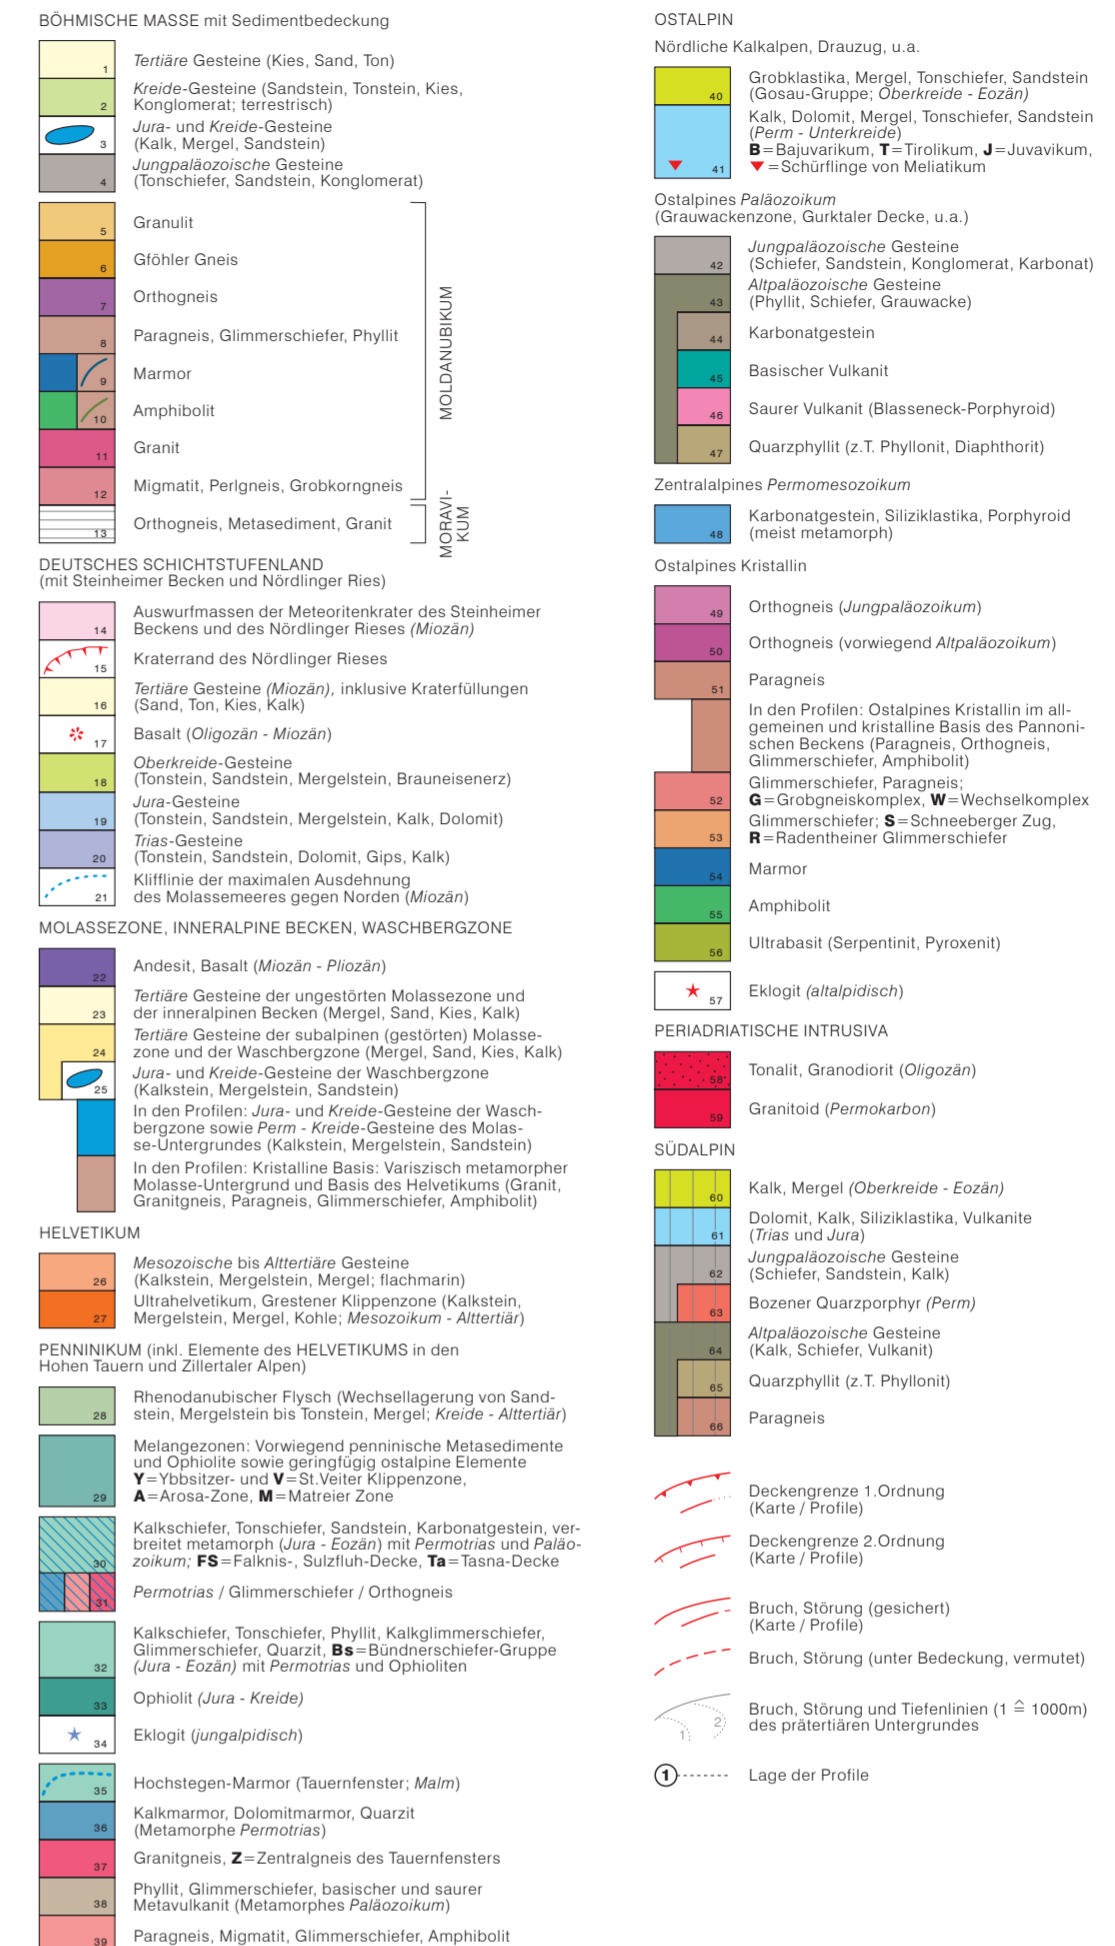 BÖHMISCHE MASSE mit Sedimentbedeckung
1
Tertiäre Gesteine (Kies, Sand, Ton)
2
Kreide-Gesteine (Sandstein, Tonstein, Kies,
Konglomerat; terrestrisch)
3
Jura- und Kreide-Gesteine
(Kalk, Mergel, Sandstein)
4
Jungpaläozoische Gesteine
(Tonschiefer, Sandstein, Konglomerat)
5
Granulit
6
Gföhler Gneis
7
Orthogneis
8
Paragneis, Glimmerschiefer, Phyllit
9
Marmor
10
Amphibolit
11
Granit
12
Migmatit, Perlgneis, Grobkorngneis
MOLDANUBIKUM
13
Orthogneis, Metasediment, Granit
MORAVI-
KUM
DEUTSCHES SCHICHTSTUFENLAND
(mit Steinheimer Becken und Nördlinger Ries)
14
Auswurfmassen der Meteoritenkrater des Steinheimer
Beckens und des Nördlinger Rieses (Miozän)
15
Kraterrand des Nördlinger Rieses
16
Tertiäre Gesteine (Miozän), inklusive Kraterfüllungen
(Sand, Ton, Kies, Kalk)
17
Basalt (Oligozän - Miozän)
18
Oberkreide-Gesteine
(Tonstein, Sandstein, Mergelstein, Brauneisenerz)
19
Jura-Gesteine
(Tonstein, Sandstein, Mergelstein, Kalk, Dolomit)
20
Trias-Gesteine
(Tonstein, Sandstein, Dolomit, Gips, Kalk)
21
Klifflinie der maximalen Ausdehnung
des Molassemeeres gegen Norden (Miozän)
MOLASSEZONE, INNERALPINE BECKEN, WASCHBERGZONE
22
Andesit, Basalt (Miozän - Pliozän)
23
Tertiäre Gesteine der ungestörten Molassezone und
der inneralpinen Becken (Mergel, Sand, Kies, Kalk)
24
Tertiäre Gesteine der subalpinen (gestörten) Molasse-
zone und der Waschbergzone (Mergel, Sand, Kies, Kalk)
25
Jura- und Kreide-Gesteine der Waschbergzone
(Kalkstein, Mergelstein, Sandstein)
In den Profilen: Jura- und Kreide-Gesteine der Wasch-
bergzone sowie Perm - Kreide-Gesteine des Molas-
se-Untergrundes (Kalkstein, Mergelstein, Sandstein)
In den Profilen: Kristalline Basis: Variszisch metamorpher
Molasse-Untergrund und Basis des Helvetikums (Granit,
Granitgneis, Paragneis, Glimmerschiefer, Amphibolit)
HELVETIKUM
26
Mesozoische bis Alttertiäre Gesteine
(Kalkstein, Mergelstein, Mergel; flachmarin)
27
Ultrahelvetikum, Grestener Klippenzone (Kalkstein,
Mergelstein, Mergel, Kohle; Mesozoikum - Alttertiär)
PENNINIKUM (inkl. Elemente des HELVETIKUMS in den
Hohen Tauern und Zillertaler Alpen)
28
Rhenodanubischer Flysch (Wechsellagerung von Sand-
stein, Mergelstein bis Tonstein, Mergel; Kreide - Alttertiär)
29
Melangezonen: Vorwiegend penninische Metasedimente
und Ophiolite sowie geringfügig ostalpine Elemente
Y=Ybbsitzer- und V=St.Veiter Klippenzone,
A=Arosa-Zone, M=Matreier Zone
30
Kalkschiefer, Tonschiefer, Sandstein, Karbonatgestein, ver-
breitet metamorph (Jura - Eozän) mit Permotrias und Paläo-
zoikum; FS=Falknis-, Sulzfluh-Decke, Ta=Tasna-Decke
31
Permotrias / Glimmerschiefer / Orthogneis
32
Kalkschiefer, Tonschiefer, Phyllit, Kalkglimmerschiefer,
Glimmerschiefer, Quarzit, Bs=Bündnerschiefer-Gruppe
(Jura - Eozän) mit Permotrias und Ophioliten
33
Ophiolit (Jura - Kreide)
34
Eklogit (jungalpidisch)
35
Hochstegen-Marmor (Tauernfenster; Malm)
36
Kalkmarmor, Dolomitmarmor, Quarzit
(Metamorphe Permotrias)
37
Granitgneis, Z=Zentralgneis des Tauernfensters
38
Phyllit, Glimmerschiefer, basischer und saurer
Metavulkanit (Metamorphes Paläozoikum)
39
Paragneis, Migmatit, Glimmerschiefer, Amphibolit
OSTALPIN
Nördliche Kalkalpen, Drauzug, u.a.
40
Grobklastika, Mergel, Tonschiefer, Sandstein
(Gosau-Gruppe; Oberkreide - Eozän)
41
Kalk, Dolomit, Mergel, Tonschiefer, Sandstein
(Perm - Unterkreide)
B=Bajuvarikum, T=Tirolikum, J=Juvavikum,
▼=Schürflinge von Meliatikum
Ostalpines Paläozoikum
(Grauwackenzone, Gurktaler Decke, u.a.)
42
Jungpaläozoische Gesteine
(Schiefer, Sandstein, Konglomerat, Karbonat)
43
Altpaläozoische Gesteine
(Phyllit, Schiefer, Grauwacke)
44
Karbonatgestein
45
Basischer Vulkanit
46
Saurer Vulkanit (Blasseneck-Porphyroid)
47
Quarzphyllit (z.T. Phyllonit, Diaphthorit)
Zentralalpines Permomesozoikum
48
Karbonatgestein, Siliziklastika, Porphyroid
(meist metamorph)
Ostalpines Kristallin
49
Orthogneis (Jungpaläozoikum)
50
Orthogneis (vorwiegend Altpaläozoikum)
51
Paragneis
In den Profilen: Ostalpines Kristallin im all-
gemeinen und kristalline Basis des Pannoni-
schen Beckens (Paragneis, Orthogneis,
Glimmerschiefer, Amphibolit)
52
Glimmerschiefer, Paragneis;
G=Grobgneiskomplex, W=Wechselkomplex
53
Glimmerschiefer; S=Schneeberger Zug,
R=Radentheiner Glimmerschiefer
54
Marmor
55
Amphibolit
56
Ultrabasit (Serpentinit, Pyroxenit)
57
Eklogit (altalpidisch)
PERIADRIATISCHE INTRUSIVA
58
Tonalit, Granodiorit (Oligozän)
59
Granitoid (Permokarbon)
SÜDALPIN
60
Kalk, Mergel (Oberkreide - Eozän)
61
Dolomit, Kalk, Siliziklastika, Vulkanite
(Trias und Jura)
62
Jungpaläozoische Gesteine
(Schiefer, Sandstein, Kalk)
63
Bozener Quarzporphyr (Perm)
64
Altpaläozoische Gesteine
(Kalk, Schiefer, Vulkanit)
65
Quarzphyllit (z.T. Phyllonit)
66
Paragneis
Deckengrenze 1.Ordnung
(Karte / Profile)
Deckengrenze 2.Ordnung
(Karte / Profile)
Bruch, Störung (gesichert)
(Karte / Profile)
Bruch, Störung (unter Bedeckung, vermutet)
1 2
Bruch, Störung und Tiefenlinien (1 ≙ 1000m)
des prätertiären Untergrundes
1
Lage der Profile